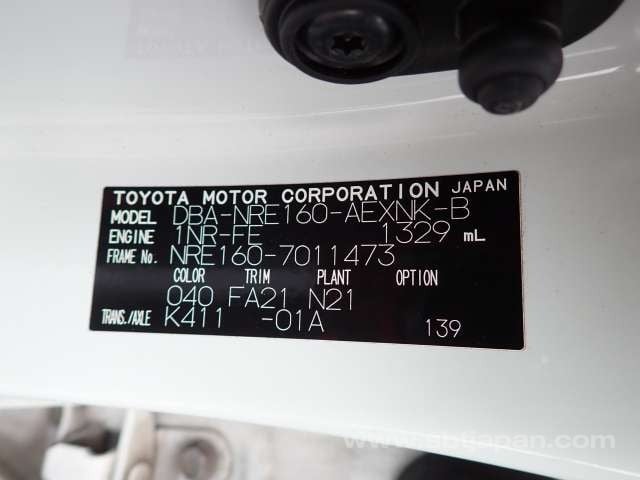 TOYOTA MOTOR CORPORATION JAPAN
MODEL DBA-NRE160-AEXNK-B
ENGINE 1NR-FE 1329 mL
FRAME No. NRE160-7011473
COLOR TRIM PLANT OPTION
040 FA21 N21
TRANS./AXLE K411 -01A 139
www.sbtjapan.com